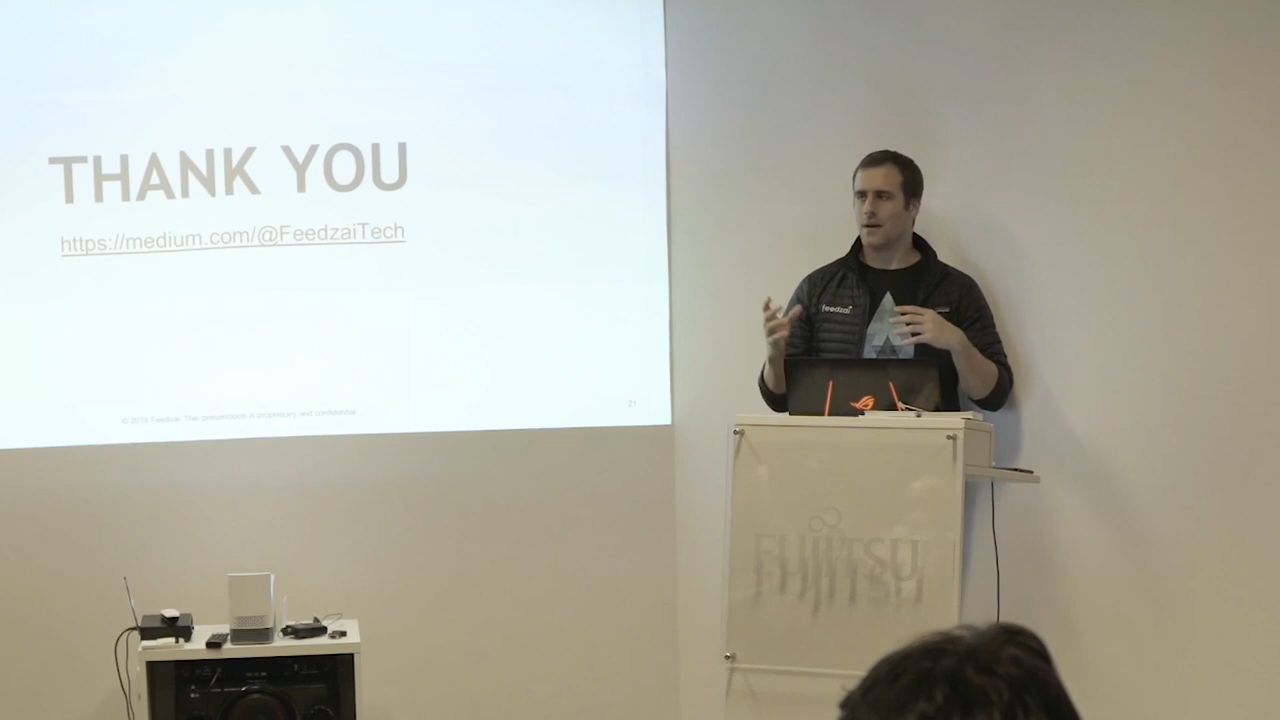 THANK YOU
https://medium.com/@FeedzaiTech
© 2019 Feedzai. This presentation is proprietary and confidential
21
feedzai
FUJITSU